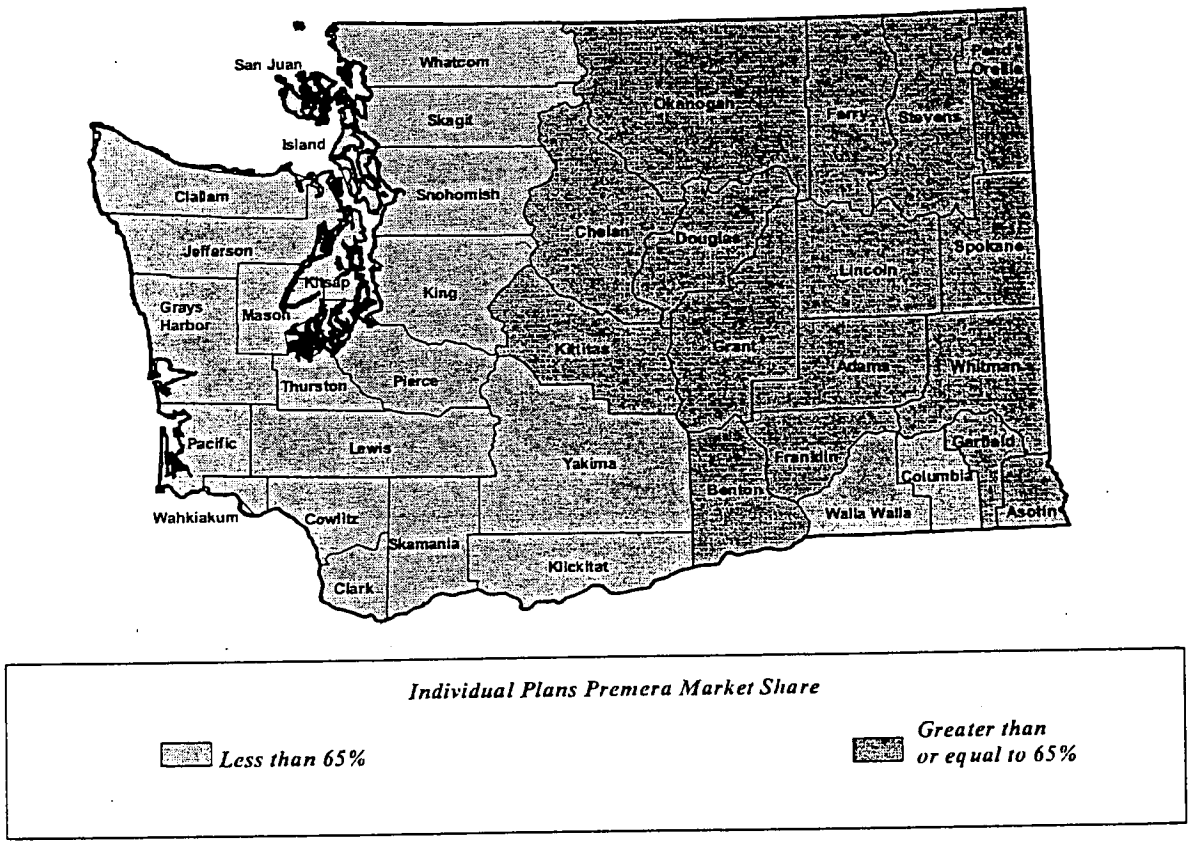 San Juan
Whatcom
Okanogan
Ferry
Stevens
Pend
Oreille
Skagit
Island
Clallam
Snohomish
Chelan
Douglas
Jefferson
Spokane
Lincoln
Kitsap
King
Grays
Harbor
Mason
Kittitas
Grant
Adams
Whitman
Thurston
Pierce
Pacific
Lewis
Yakima
Franklin
Garfield
Columbia
Benton
Wahkiakum
Cowlitz
Walla Walla
Asotin
Skamania
Klickitat
Clark
Individual Plans Premera Market Share
Less than 65%
Greater than
or equal to 65%